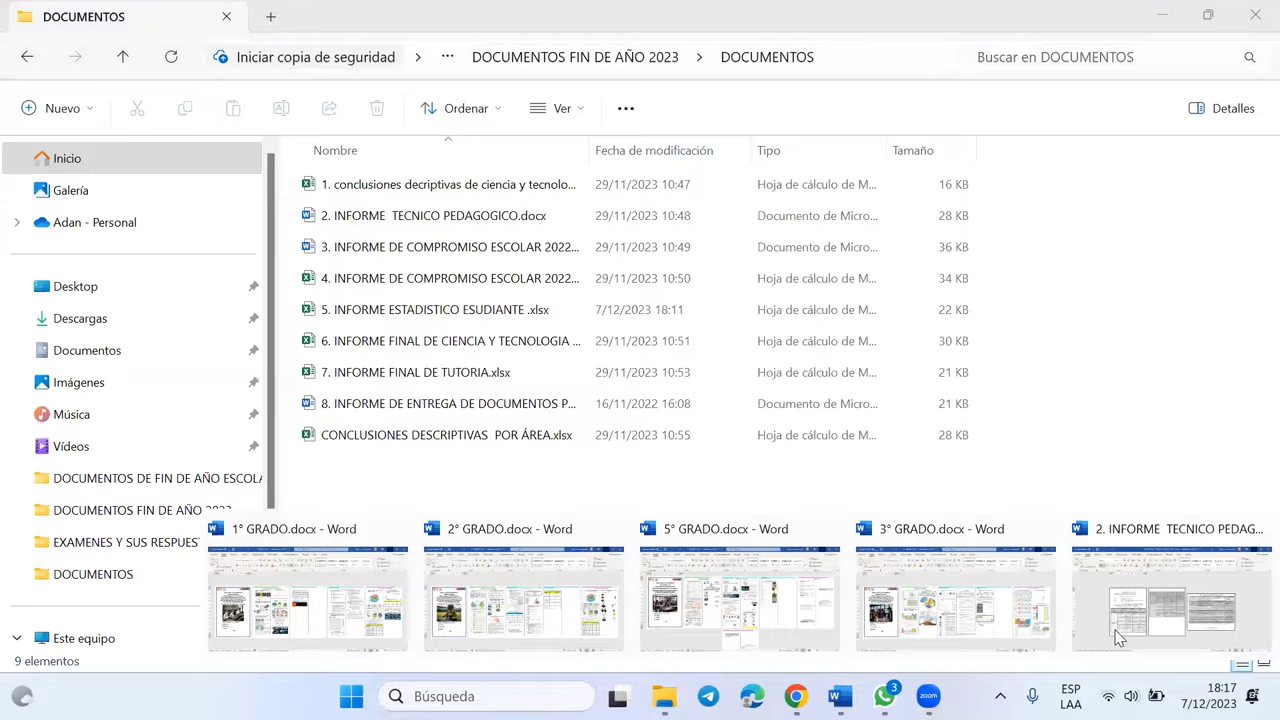 DOCUMENTOS
Iniciar copia de seguridad
DOCUMENTOS FIN DE AÑO 2023
DOCUMENTOS
Buscar en DOCUMENTOS
Nuevo
Ordenar
Ver
Detalles
Nombre
Fecha de modificación
Tipo
Tamaño
Inicio
Galería
Adan - Personal
Desktop
Descargas
Documentos
Imágenes
Música
Vídeos
DOCUMENTOS DE FIN DE AÑO ESCOLA
DOCUMENTOS FIN DE AÑO
EXAMENES Y SUS RESPUES
DOCUMENTOS
Este equipo
9 elementos
1. conclusiones decriptivas de ciencia y tecnolo... 29/11/2023 10:47 Hoja de cálculo de M... 16 KB
2. INFORME TECNICO PEDAGOGICO.docx 29/11/2023 10:48 Documento de Micro... 28 KB
3. INFORME DE COMPROMISO ESCOLAR 2022... 29/11/2023 10:49 Documento de Micro... 36 KB
4. INFORME DE COMPROMISO ESCOLAR 2022... 29/11/2023 10:50 Hoja de cálculo de M... 34 KB
5. INFORME ESTADISTICO ESUDIANTE .xlsx 7/12/2023 18:11 Hoja de cálculo de M... 22 KB
6. INFORME FINAL DE CIENCIA Y TECNOLOGIA ... 29/11/2023 10:51 Hoja de cálculo de M... 30 KB
7. INFORME FINAL DE TUTORIA.xlsx 29/11/2023 10:53 Hoja de cálculo de M... 21 KB
8. INFORME DE ENTREGA DE DOCUMENTOS P... 16/11/2022 16:08 Documento de Micro... 21 KB
CONCLUSIONES DESCRIPTIVAS POR ÁREA.xlsx 29/11/2023 10:55 Hoja de cálculo de M... 28 KB
1° GRADO.docx - Word
2° GRADO.docx - Word
5° GRADO.docx - Word
3° GRADO.docx - Word
2. INFORME TECNICO PEDAG...
Búsqueda
zoom
3
ESP
LAA
18:17
7/12/2023